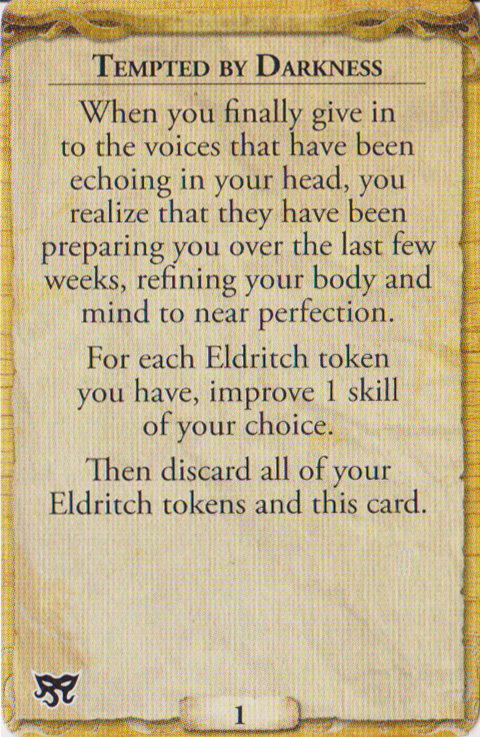 TEMPTED BY DARKNESS
When you finally give in
to the voices that have been
echoing in your head, you
realize that they have been
preparing you over the last few
weeks, refining your body and
mind to near perfection.
For each Eldritch token
you have, improve 1 skill
of your choice.
Then discard all of your
Eldritch tokens and this card.
1